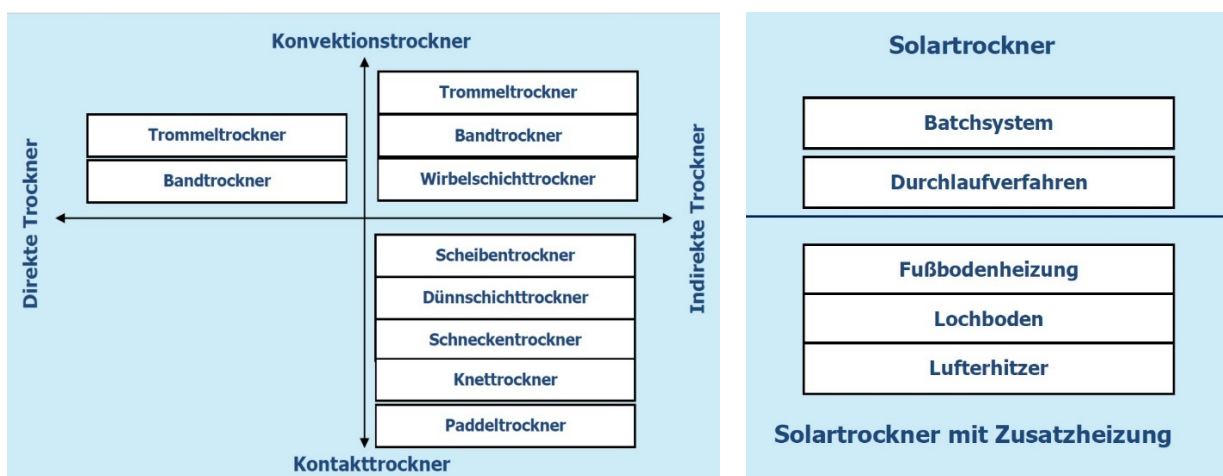 Konvektionstrockner
Trommeltrockner
Bandtrockner
Wirbelschichttrockner
Trommeltrockner
Bandtrockner
Direkte Trockner
Indirekte Trockner
Scheibentrockner
Dünnschichttrockner
Schneckentrockner
Knettrockner
Paddeltrockner
Kontakttrockner
Solartrockner
Batchsystem
Durchlaufverfahren
Fußbodenheizung
Lochboden
Lufterhitzer
Solartrockner mit Zusatzheizung